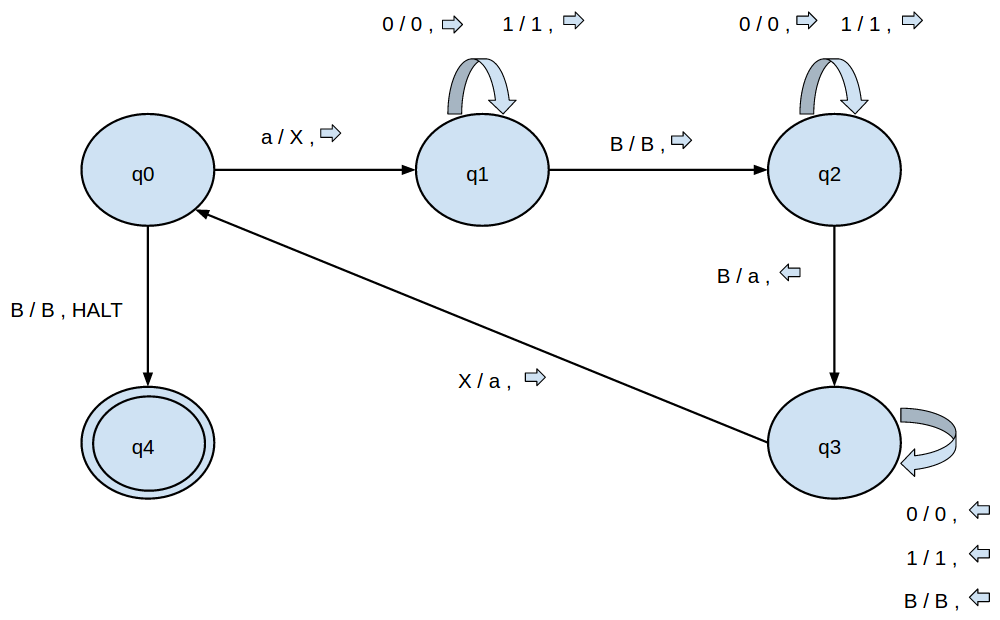 0 / 0 , 1 / 1 , 0 / 0 , 1 / 1 ,
a / X , B / B ,
q0 q1 q2
B / a ,
B / B , HALT
X / a ,
q4 q3
0 / 0 ,
1 / 1 ,
B / B ,